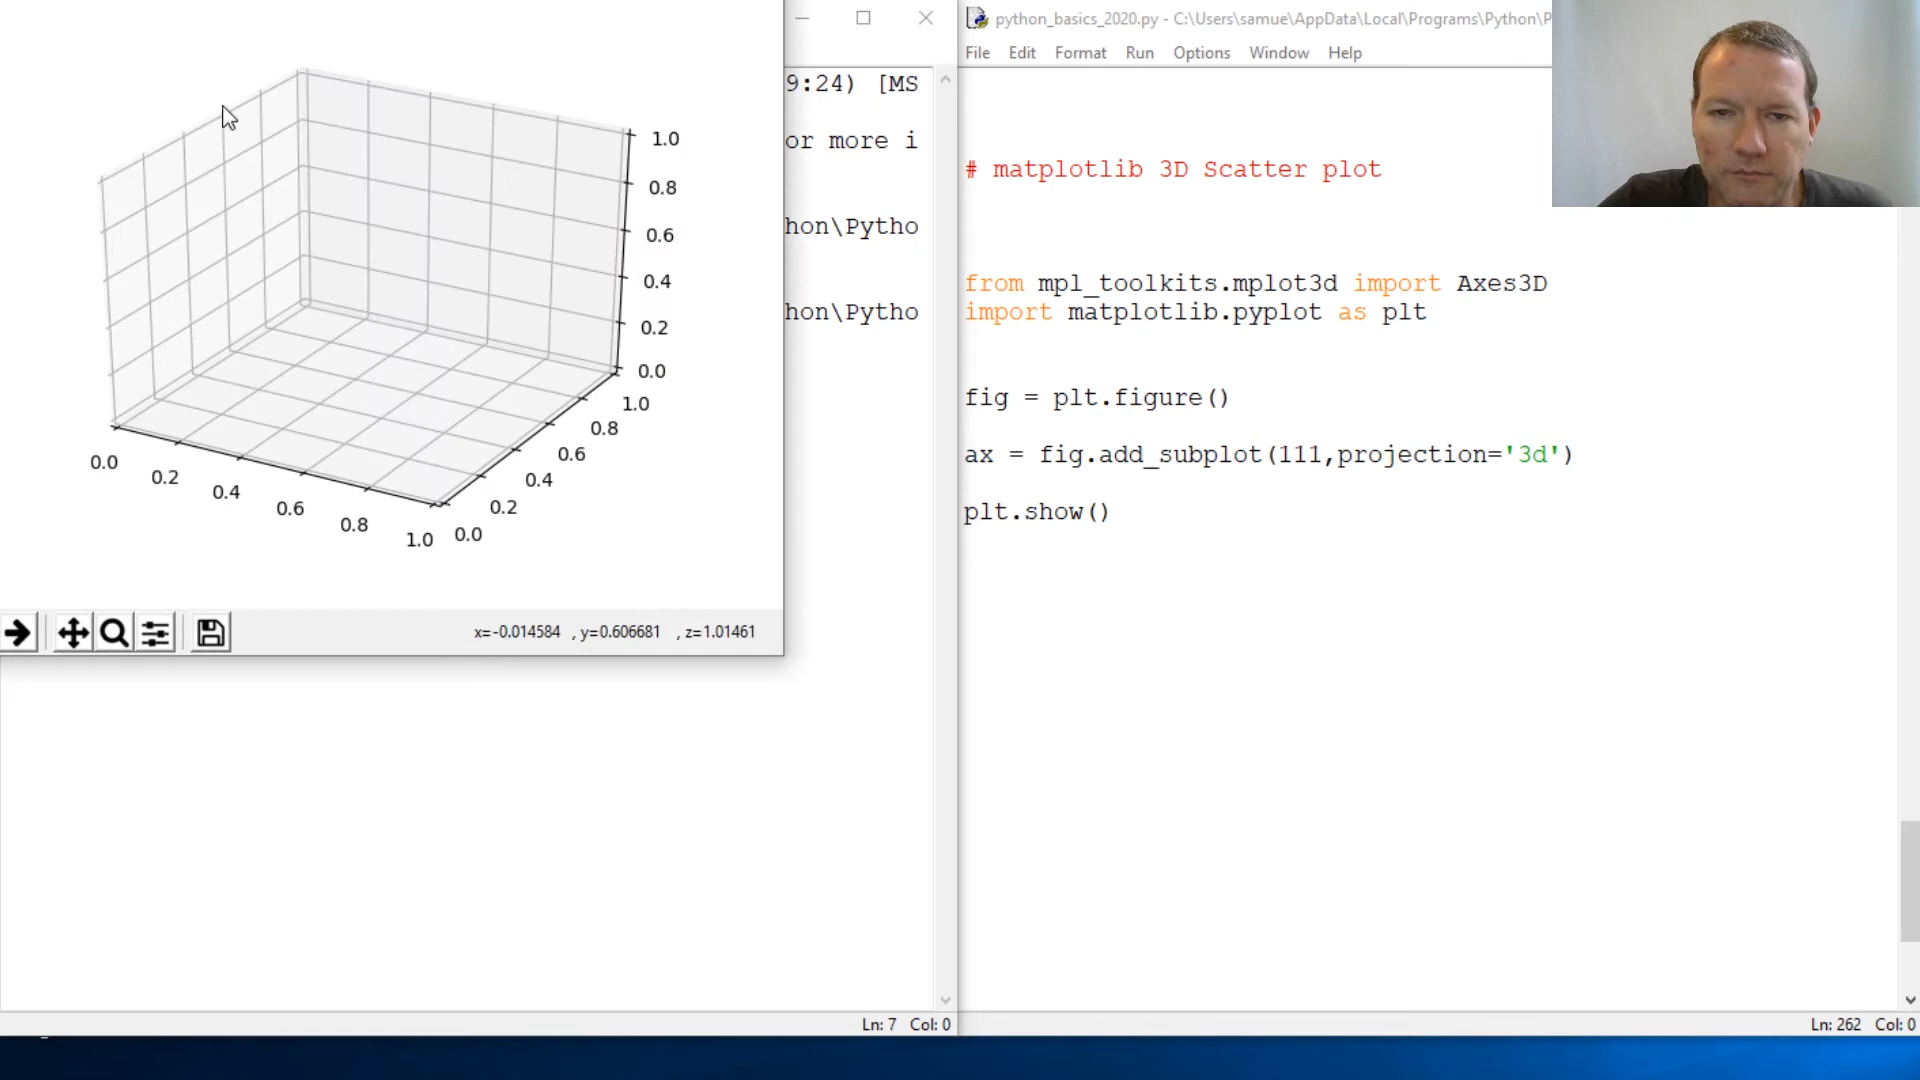 1.0
0.8
0.6
0.4
0.2
0.0
1.0
0.8
0.6
0.4
0.2
0.0
0.0
0.2
0.4
0.6
0.8
1.0
x=-0.014584 , y=0.606681 , z=1.01461
9:24) [MS
or more i
hon\Pytho
hon\Pytho
Ln: 7 Col: 0
python_basics_2020.py - C:\Users\samue\AppData\Local\Programs\Python\P
File Edit Format Run Options Window Help
# matplotlib 3D Scatter plot
from mpl_toolkits.mplot3d import Axes3D
import matplotlib.pyplot as plt
fig = plt.figure()
ax = fig.add_subplot(111,projection='3d')
plt.show()
Ln: 262 Col: 0